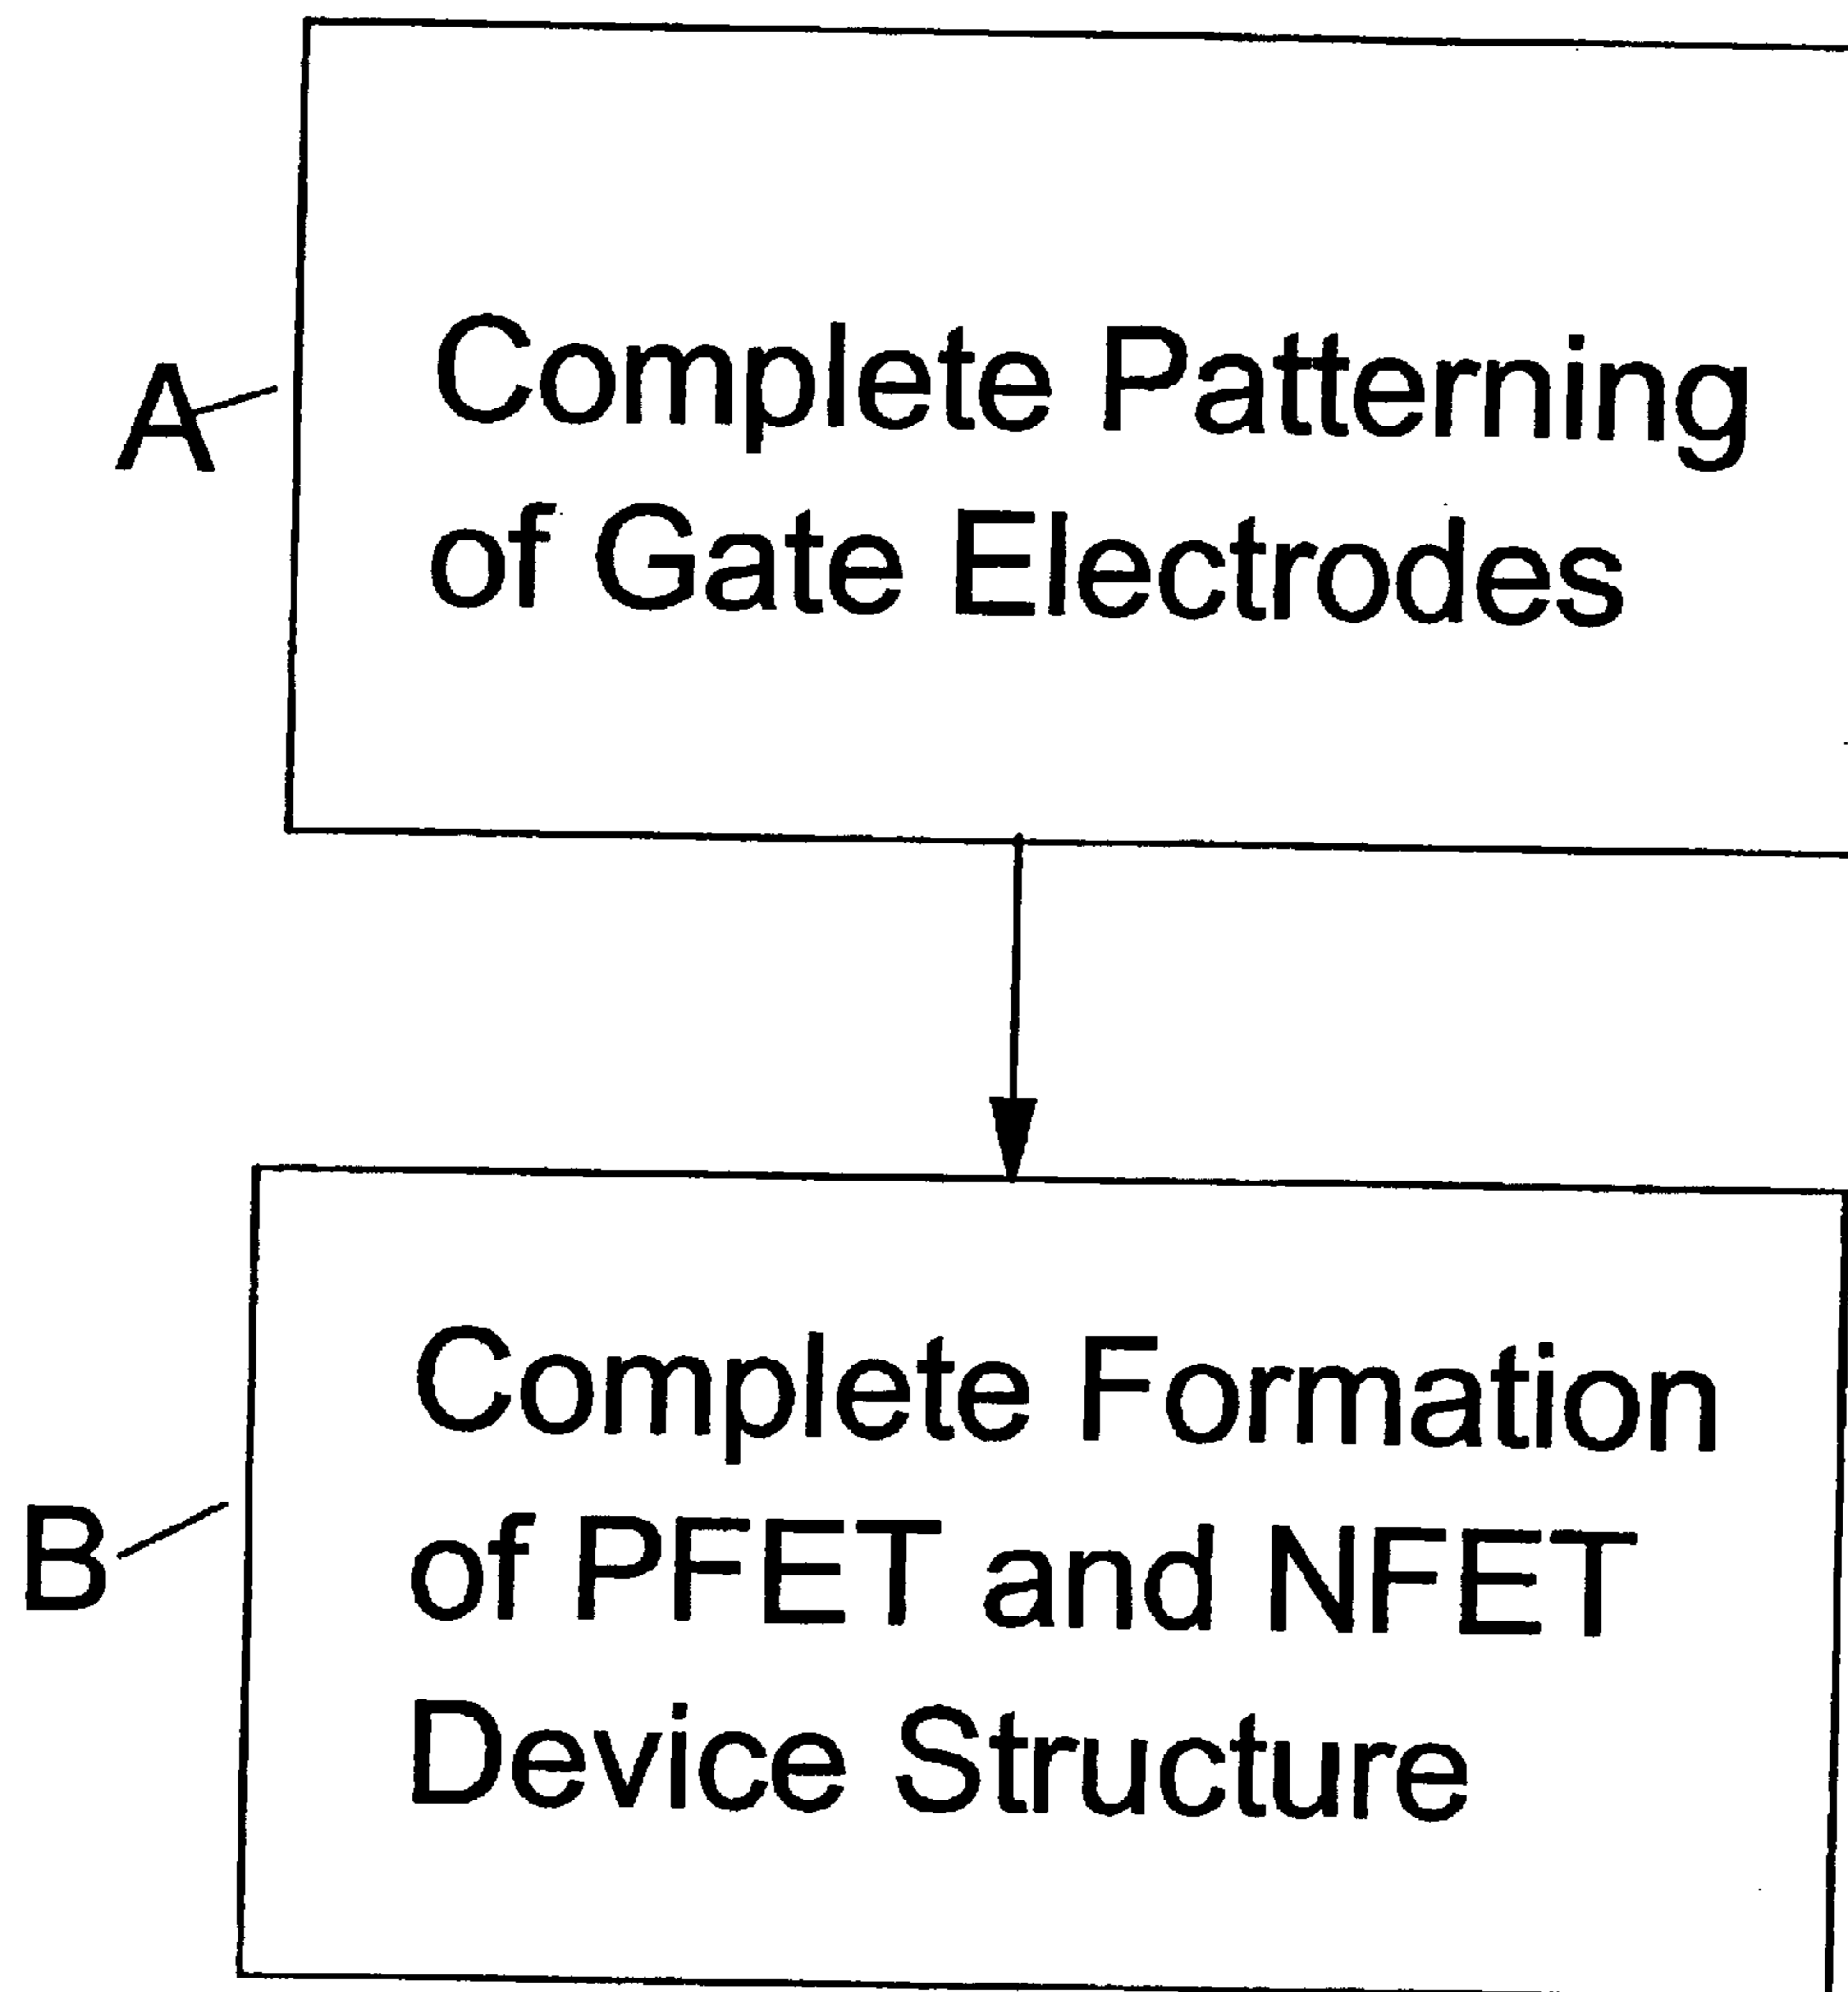 A
Complete Patterning
of Gate Electrodes
B
Complete Formation
of PFET and NFET
Device Structure